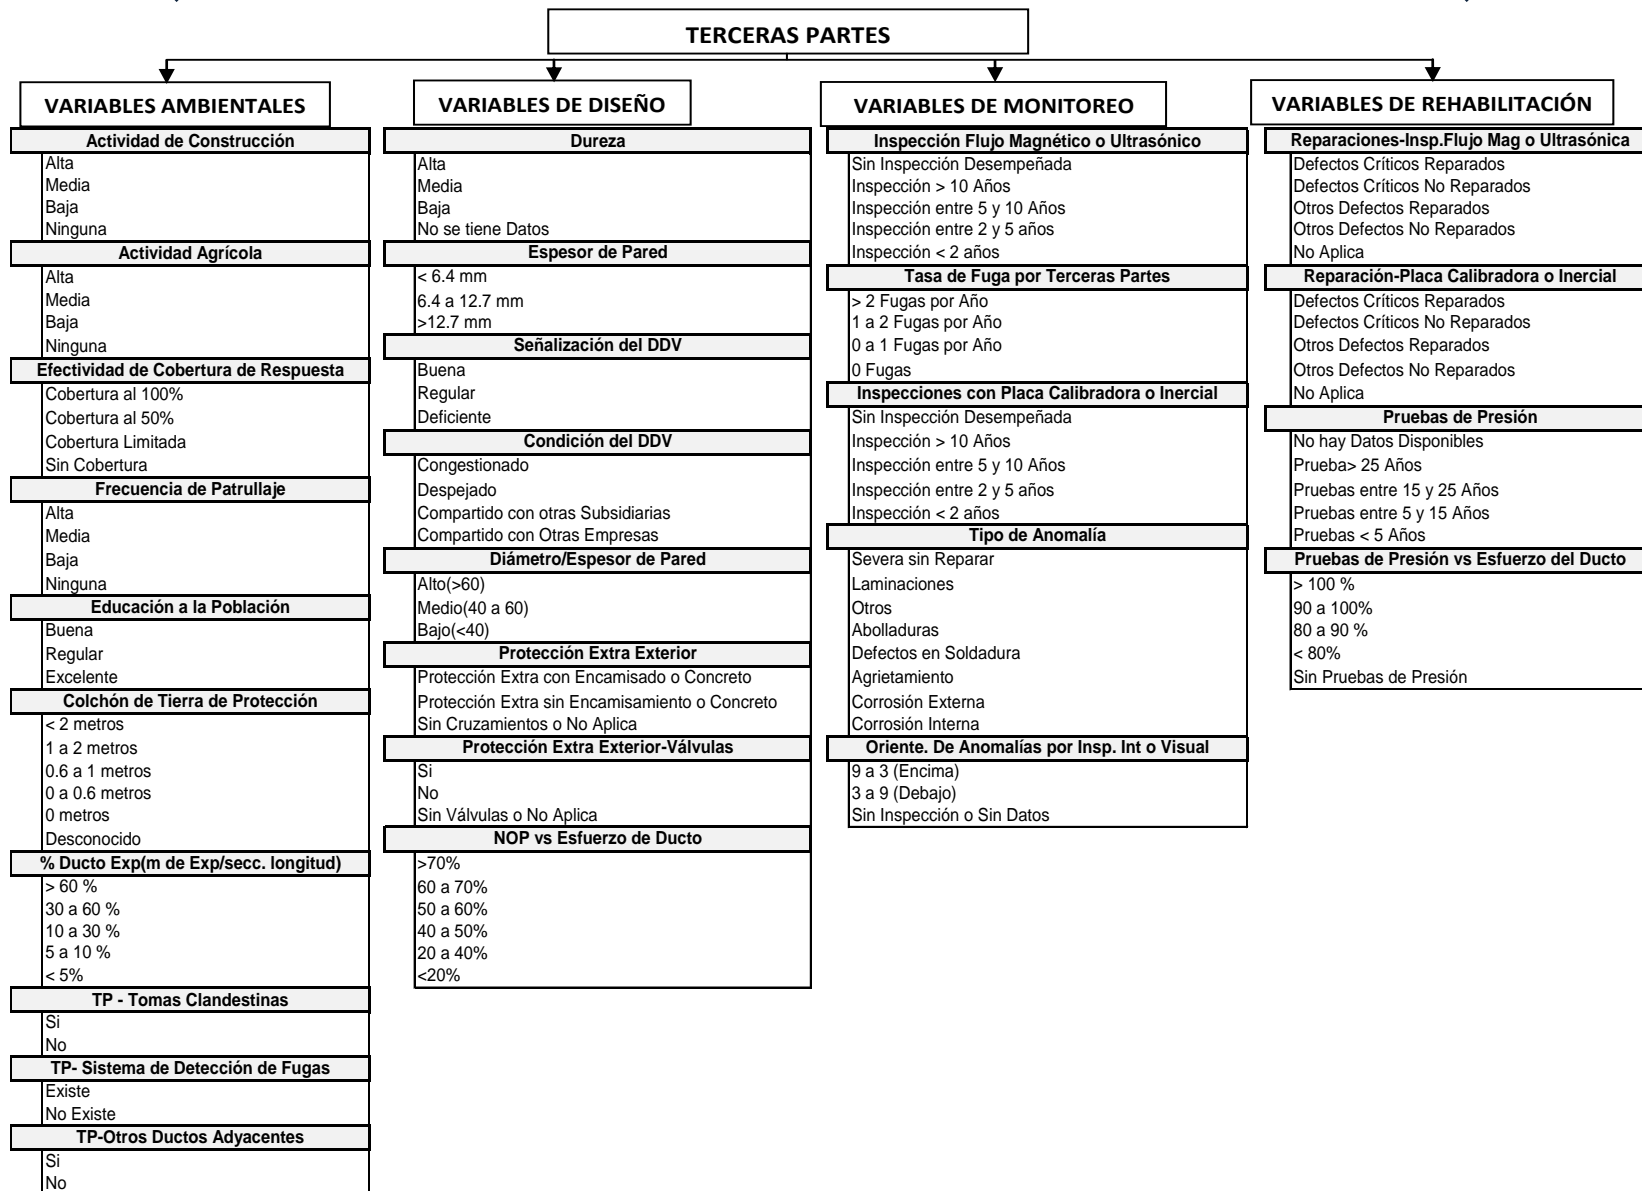 TERCERAS PARTES
VARIABLES AMBIENTALES
Actividad de Construcción
Alta
Media
Baja
Ninguna
Actividad Agrícola
Alta
Media
Baja
Ninguna
Efectividad de Cobertura de Respuesta
Cobertura al 100%
Cobertura al 50%
Cobertura Limitada
Sin Cobertura
Frecuencia de Patrullaje
Alta
Media
Baja
Ninguna
Educación a la Población
Buena
Regular
Excelente
Colchón de Tierra de Protección
< 2 metros
1 a 2 metros
0.6 a 1 metros
0 a 0.6 metros
0 metros
Desconocido
% Ducto Exp(m de Exp/secc. longitud)
> 60 %
30 a 60 %
10 a 30 %
5 a 10 %
< 5%
TP - Tomas Clandestinas
Si
No
TP- Sistema de Detección de Fugas
Existe
No Existe
TP-Otros Ductos Adyacentes
Si
No
VARIABLES DE DISEÑO
Dureza
Alta
Media
Baja
No se tiene Datos
Espesor de Pared
< 6.4 mm
6.4 a 12.7 mm
>12.7 mm
Señalización del DDV
Buena
Regular
Deficiente
Condición del DDV
Congestionado
Despejado
Compartido con otras Subsidiarias
Compartido con Otras Empresas
Diámetro/Espesor de Pared
Alto(>60)
Medio(40 a 60)
Bajo(<40)
Protección Extra Exterior
Protección Extra con Encamisado o Concreto
Protección Extra sin Encamisamiento o Concreto
Sin Cruzamientos o No Aplica
Protección Extra Exterior-Válvulas
Si
No
Sin Válvulas o No Aplica
NOP vs Esfuerzo de Ducto
>70%
60 a 70%
50 a 60%
40 a 50%
20 a 40%
<20%
VARIABLES DE MONITOREO
Inspección Flujo Magnético o Ultrasónico
Sin Inspección Desempeñada
Inspección > 10 Años
Inspección entre 5 y 10 Años
Inspección entre 2 y 5 años
Inspección < 2 años
Tasa de Fuga por Terceras Partes
> 2 Fugas por Año
1 a 2 Fugas por Año
0 a 1 Fugas por Año
0 Fugas
Inspecciones con Placa Calibradora o Inercial
Sin Inspección Desempeñada
Inspección > 10 Años
Inspección entre 5 y 10 Años
Inspección entre 2 y 5 años
Inspección < 2 años
Tipo de Anomalía
Severa sin Reparar
Laminaciones
Otros
Abolladuras
Defectos en Soldadura
Agrietamiento
Corrosión Externa
Corrosión Interna
Oriente. De Anomalías por Insp. Int o Visual
9 a 3 (Encima)
3 a 9 (Debajo)
Sin Inspección o Sin Datos
VARIABLES DE REHABILITACIÓN
Reparaciones-Insp.Flujo Mag o Ultrasónica
Defectos Críticos Reparados
Defectos Críticos No Reparados
Otros Defectos Reparados
Otros Defectos No Reparados
No Aplica
Reparación-Placa Calibradora o Inercial
Defectos Críticos Reparados
Defectos Críticos No Reparados
Otros Defectos Reparados
Otros Defectos No Reparados
No Aplica
Pruebas de Presión
No hay Datos Disponibles
Prueba> 25 Años
Pruebas entre 15 y 25 Años
Pruebas entre 5 y 15 Años
Pruebas < 5 Años
Pruebas de Presión vs Esfuerzo del Ducto
> 100 %
90 a 100%
80 a 90 %
< 80%
Sin Pruebas de Presión